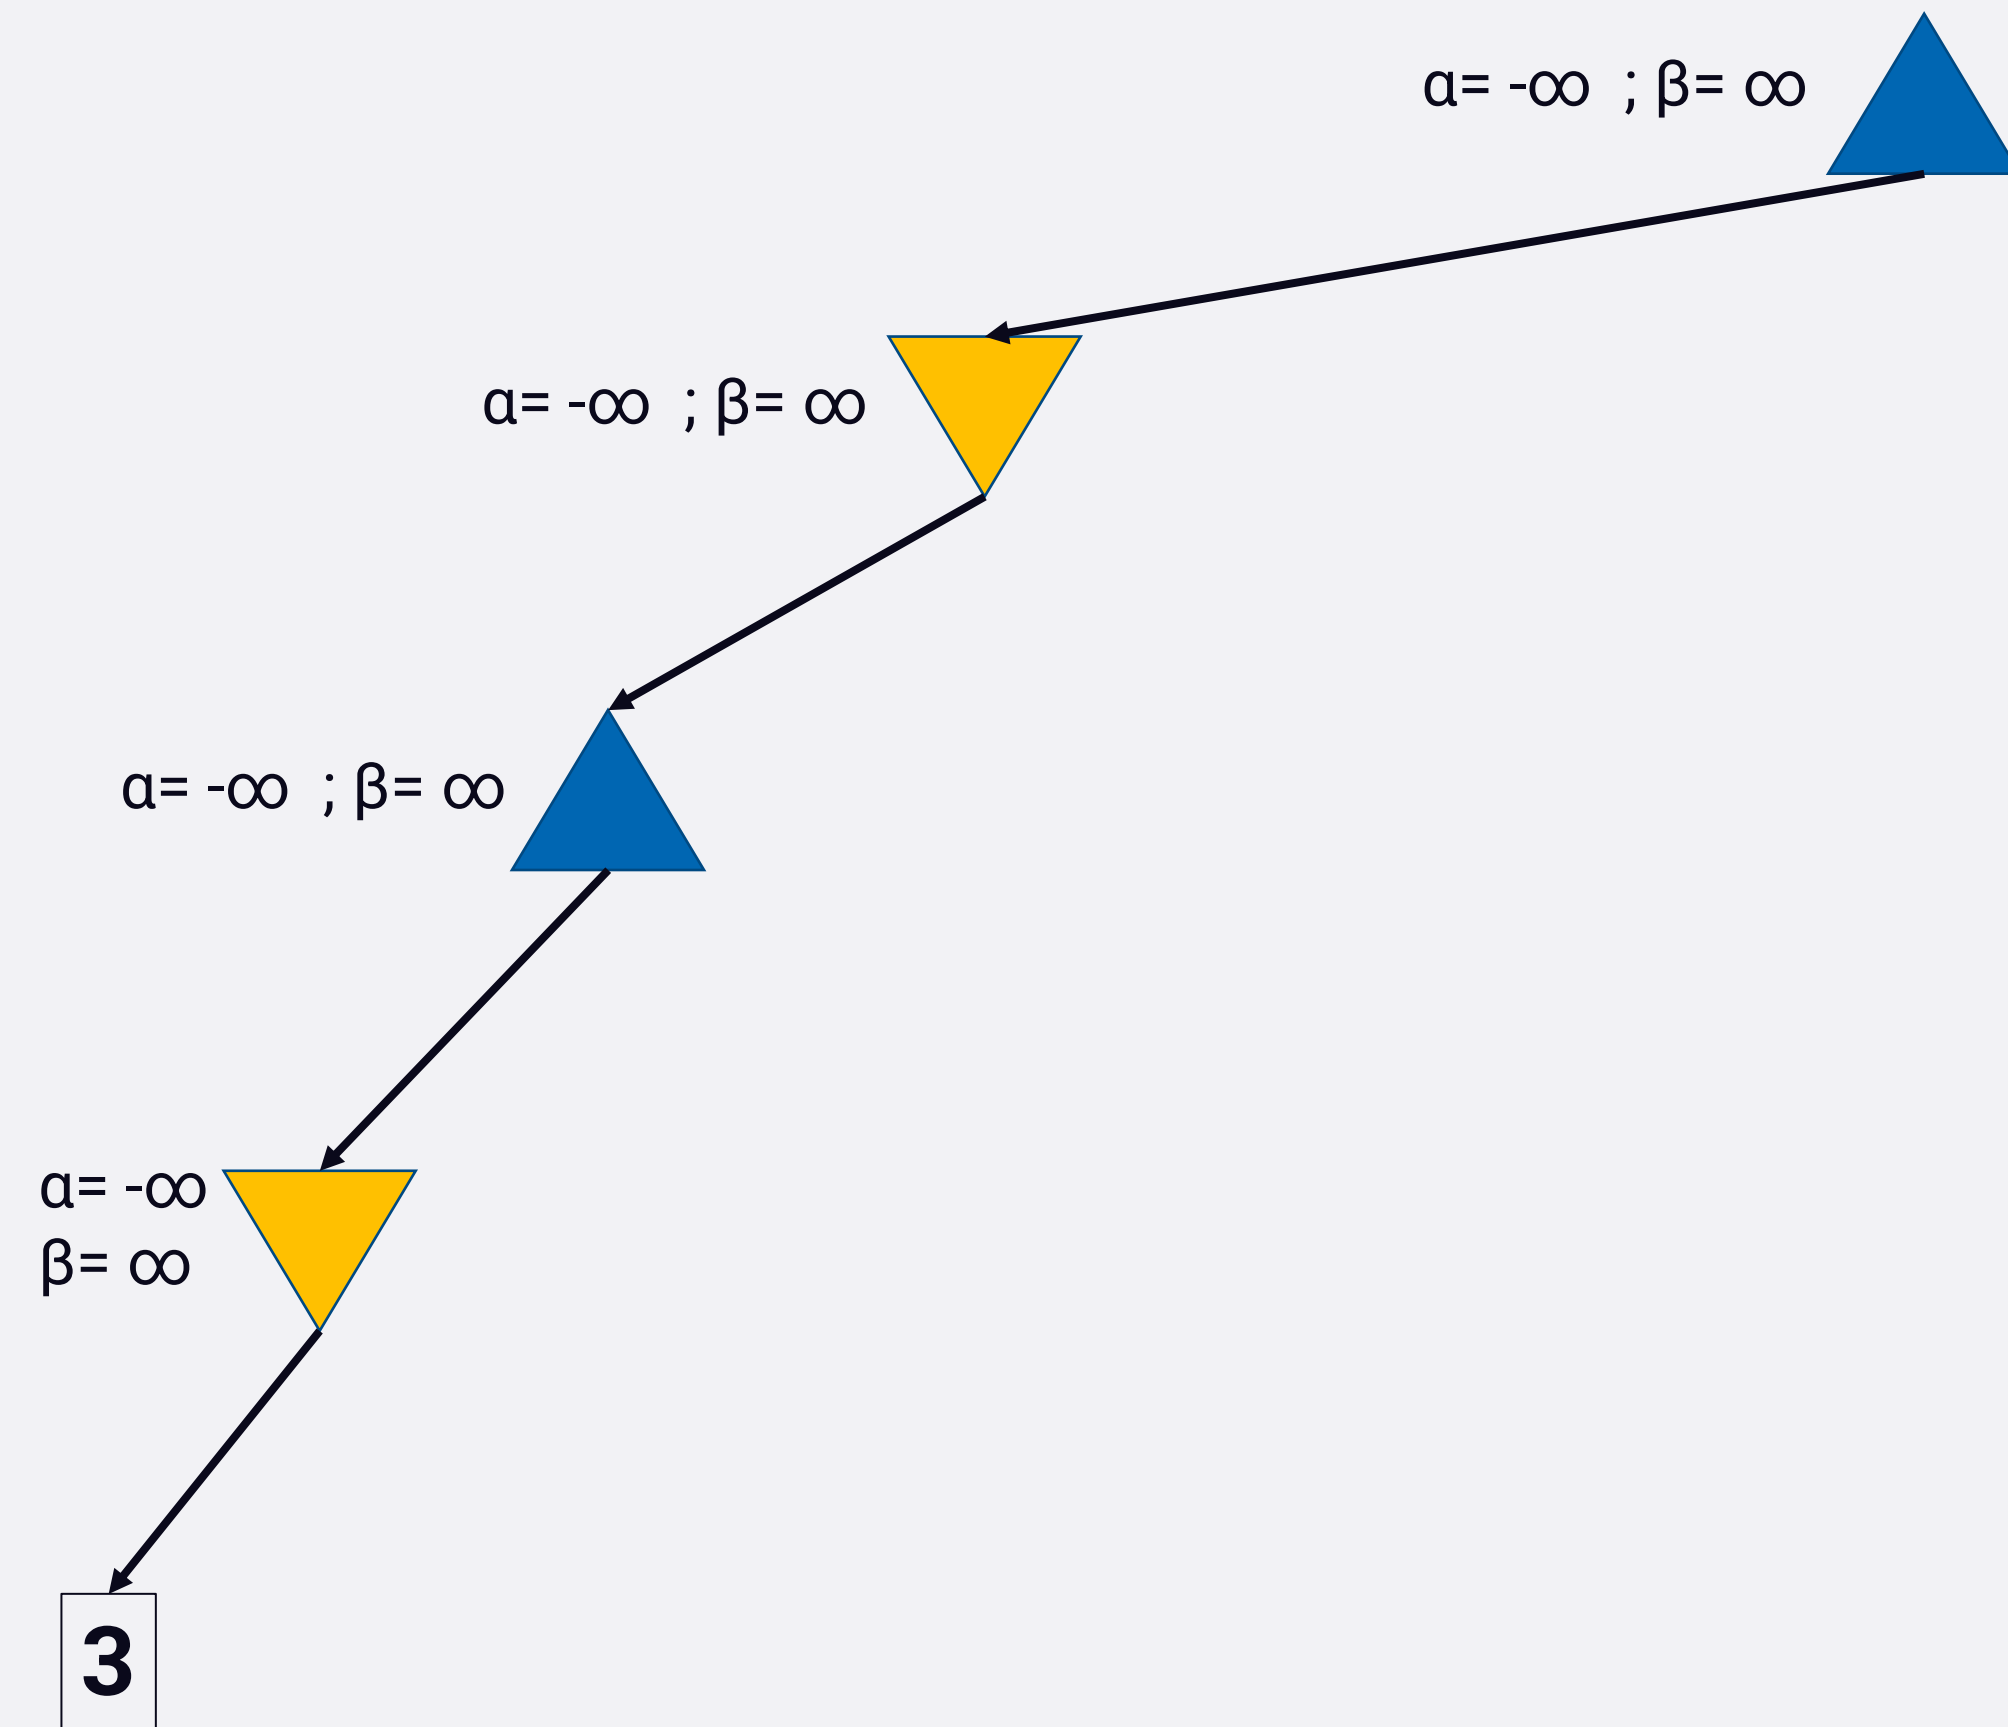 α= -∞ ; β= ∞
α= -∞ ; β= ∞
α= -∞ ; β= ∞
α= -∞
β= ∞
3